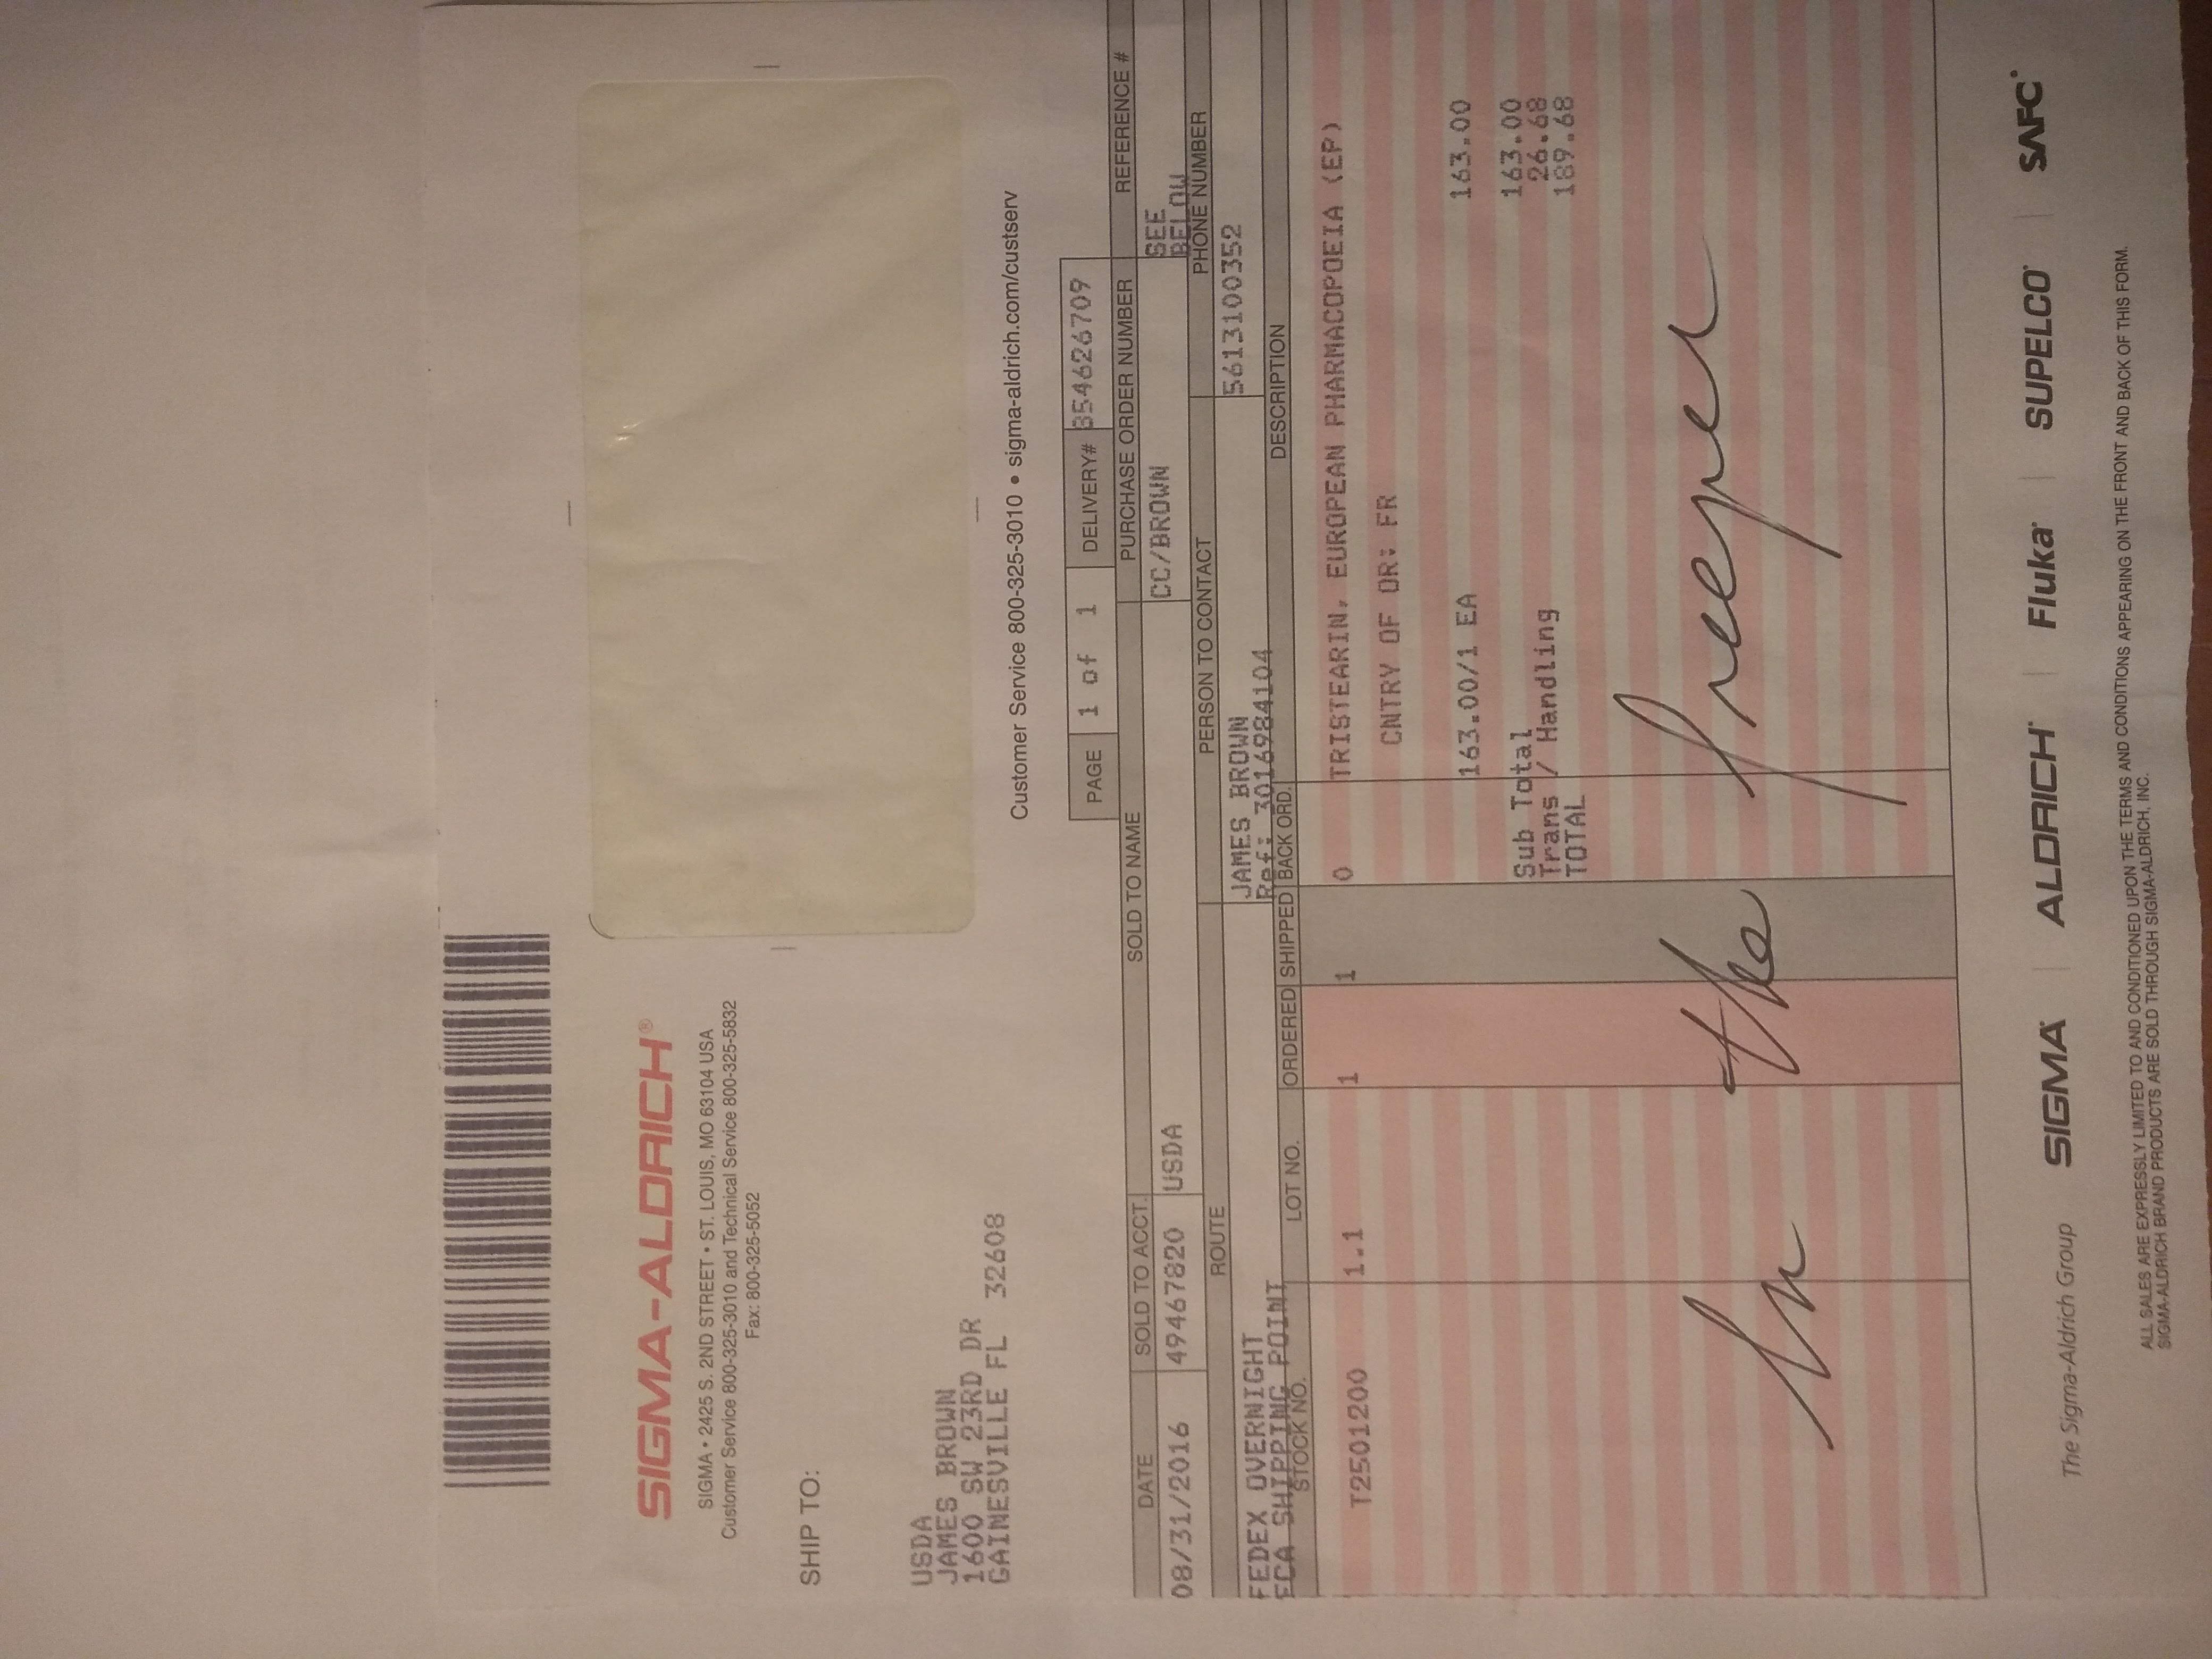 SIGMA-ALDRICH®
SIGMA • 2425 S. 2ND STREET • ST. LOUIS, MO 63104 USA
Customer Service 800-325-3010 and Technical Service 800-325-5832
Fax: 800-325-5052
SHIP TO:
USDA
JAMES BROWN
1600 SW 23RD DR
GAINESVILLE FL 32608
Customer Service 800-325-3010 • sigma-aldrich.com/custserv
PAGE 1 of 1 DELIVERY# 854626709
DATE SOLD TO ACCT. SOLD TO NAME PURCHASE ORDER NUMBER REFERENCE #
08/31/2016 49467820 USDA CC/BROWN SEE
BELOW
ROUTE PERSON TO CONTACT PHONE NUMBER
FEDEX OVERNIGHT JAMES BROWN 5613100352
FCA SHIPPING POINT Ref: 3016984104
STOCK NO. LOT NO. ORDERED SHIPPED BACK ORD. DESCRIPTION
T2501200 1.1 1 1 0 TRISTEARIN, EUROPEAN PHARMACOPOEIA (EP)
CNTRY OF OR: FR
163.00/1 EA 163.00
Sub Total 163.00
Trans / Handling 26.68
TOTAL 189.68
In the freezer
The Sigma-Aldrich Group SIGMA ALDRICH Fluka SUPELCO SAFC
ALL SALES ARE EXPRESSLY LIMITED TO AND CONDITIONED UPON THE TERMS AND CONDITIONS APPEARING ON THE FRONT AND BACK OF THIS FORM.
SIGMA-ALDRICH BRAND PRODUCTS ARE SOLD THROUGH SIGMA-ALDRICH, INC.